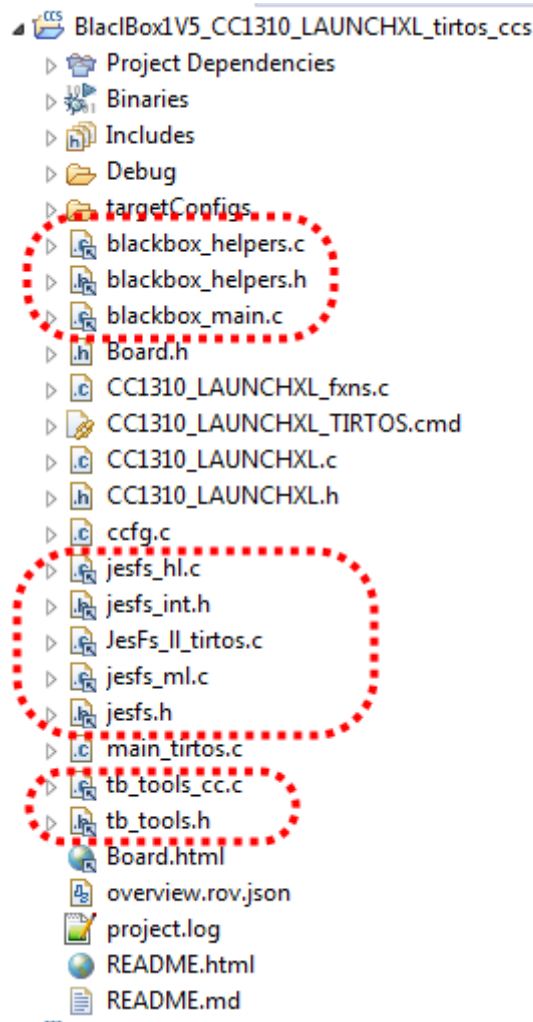 BlacIBox1V5_CC1310_LAUNCHXL_tirtos_ccs
Project Dependencies
Binaries
Includes
Debug
targetConfigs
blackbox_helpers.c
blackbox_helpers.h
blackbox_main.c
Board.h
CC1310_LAUNCHXL_fxns.c
CC1310_LAUNCHXL_TIRTOS.cmd
CC1310_LAUNCHXL.c
CC1310_LAUNCHXL.h
ccfg.c
jesfs_hl.c
jesfs_int.h
JesFs_ll_tirtos.c
jesfs_ml.c
jesfs.h
main_tirtos.c
tb_tools_cc.c
tb_tools.h
Board.html
overview.rov.json
project.log
README.html
README.md